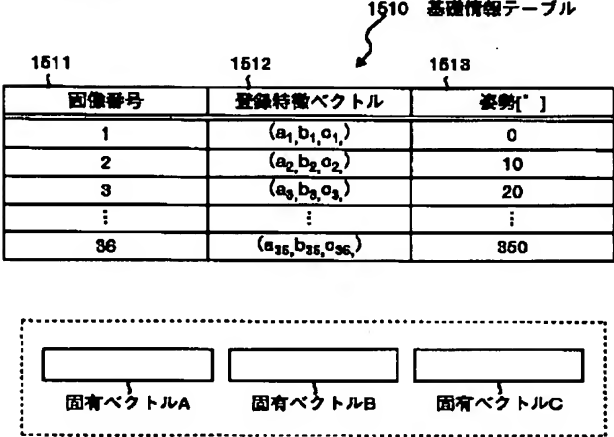 1510 基礎情報テーブル
1511 1512 1513
画像番号 登録特徴ベクトル 姿勢[°]
1 (a₁,b₁,c₁,) 0
2 (a₂,b₂,c₂,) 10
3 (a₃,b₃,c₃,) 20
⋮ ⋮ ⋮
36 (a₃₅,b₃₅,c₃₆,) 350
固有ベクトルA 固有ベクトルB 固有ベクトルC